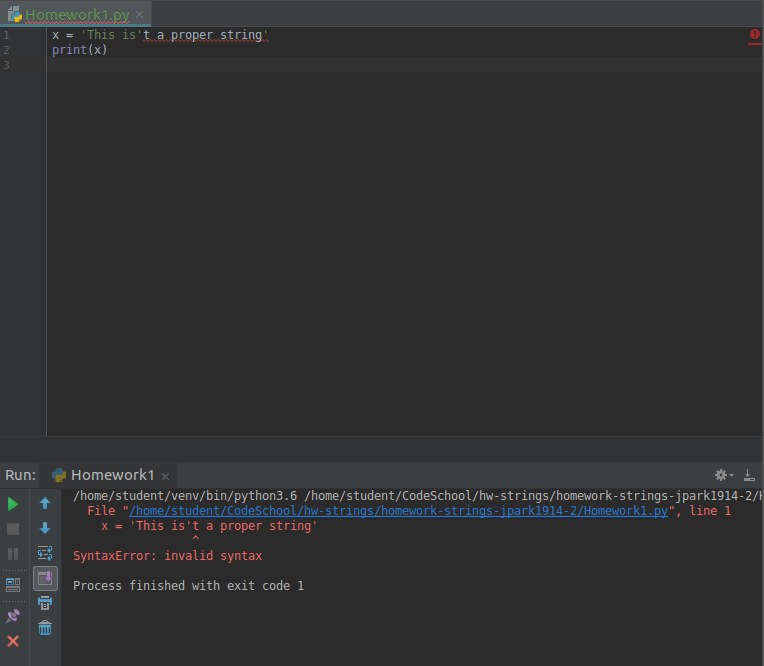 Homework1.py
1 x = 'This is't a proper string'
2 print(x)
3
Run: Homework1
/home/student/venv/bin/python3.6 /home/student/CodeSchool/hw-strings/homework-strings-jpark1914-2/H
File "/home/student/CodeSchool/hw-strings/homework-strings-jpark1914-2/Homework1.py", line 1
x = 'This is't a proper string'
^
SyntaxError: invalid syntax
Process finished with exit code 1